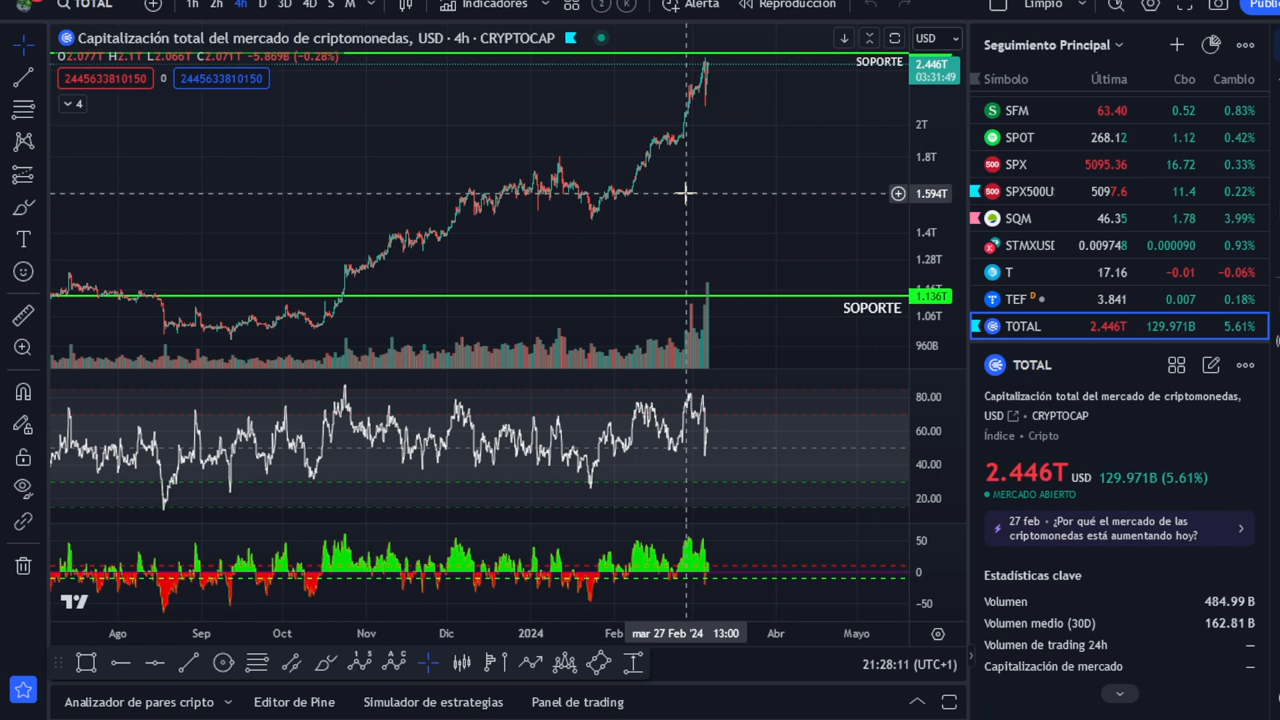 TOTAL
1h 2h 4h D 3D 4D S M
Indicadores
Alerta
Reproducción
Limpio
Public
Capitalización total del mercado de criptomonedas, USD · 4h · CRYPTOCAP
USD
O2.077T H2.1T L2.066T C2.071T -5.869B (-0.28%)
2445633810150 0 2445633810150
4
SOPORTE
2.446T
03:31:49
2T
1.8T
1.594T
1.4T
1.28T
1.136T
SOPORTE
1.06T
960B
80.00
60.00
40.00
20.00
50
0
−50
Ago Sep Oct Nov Dic 2024 Feb mar 27 Feb '24 13:00 Abr Mayo
21:28:11 (UTC+1)
Analizador de pares cripto Editor de Pine Simulador de estrategias Panel de trading
Seguimiento Principal
Símbolo Última Cbo Cambio
SFM 63.40 0.52 0.83%
SPOT 268.12 1.12 0.42%
SPX 5095.36 16.72 0.33%
SPX500U 5097.6 11.4 0.22%
SQM 46.35 1.78 3.99%
STMXUSD 0.009748 0.000090 0.93%
T 17.16 −0.01 −0.06%
TEF D 3.841 0.007 0.18%
TOTAL 2.446T 129.971B 5.61%
TOTAL
Capitalización total del mercado de criptomonedas,
USD • CRYPTOCAP
Índice • Cripto
2.446T USD 129.971B (5.61%)
MERCADO ABIERTO
27 feb • ¿Por qué el mercado de las
criptomonedas está aumentando hoy?
Estadísticas clave
Volumen 484.99 B
Volumen medio (30D) 162.81 B
Volumen de trading 24h —
Capitalización de mercado —